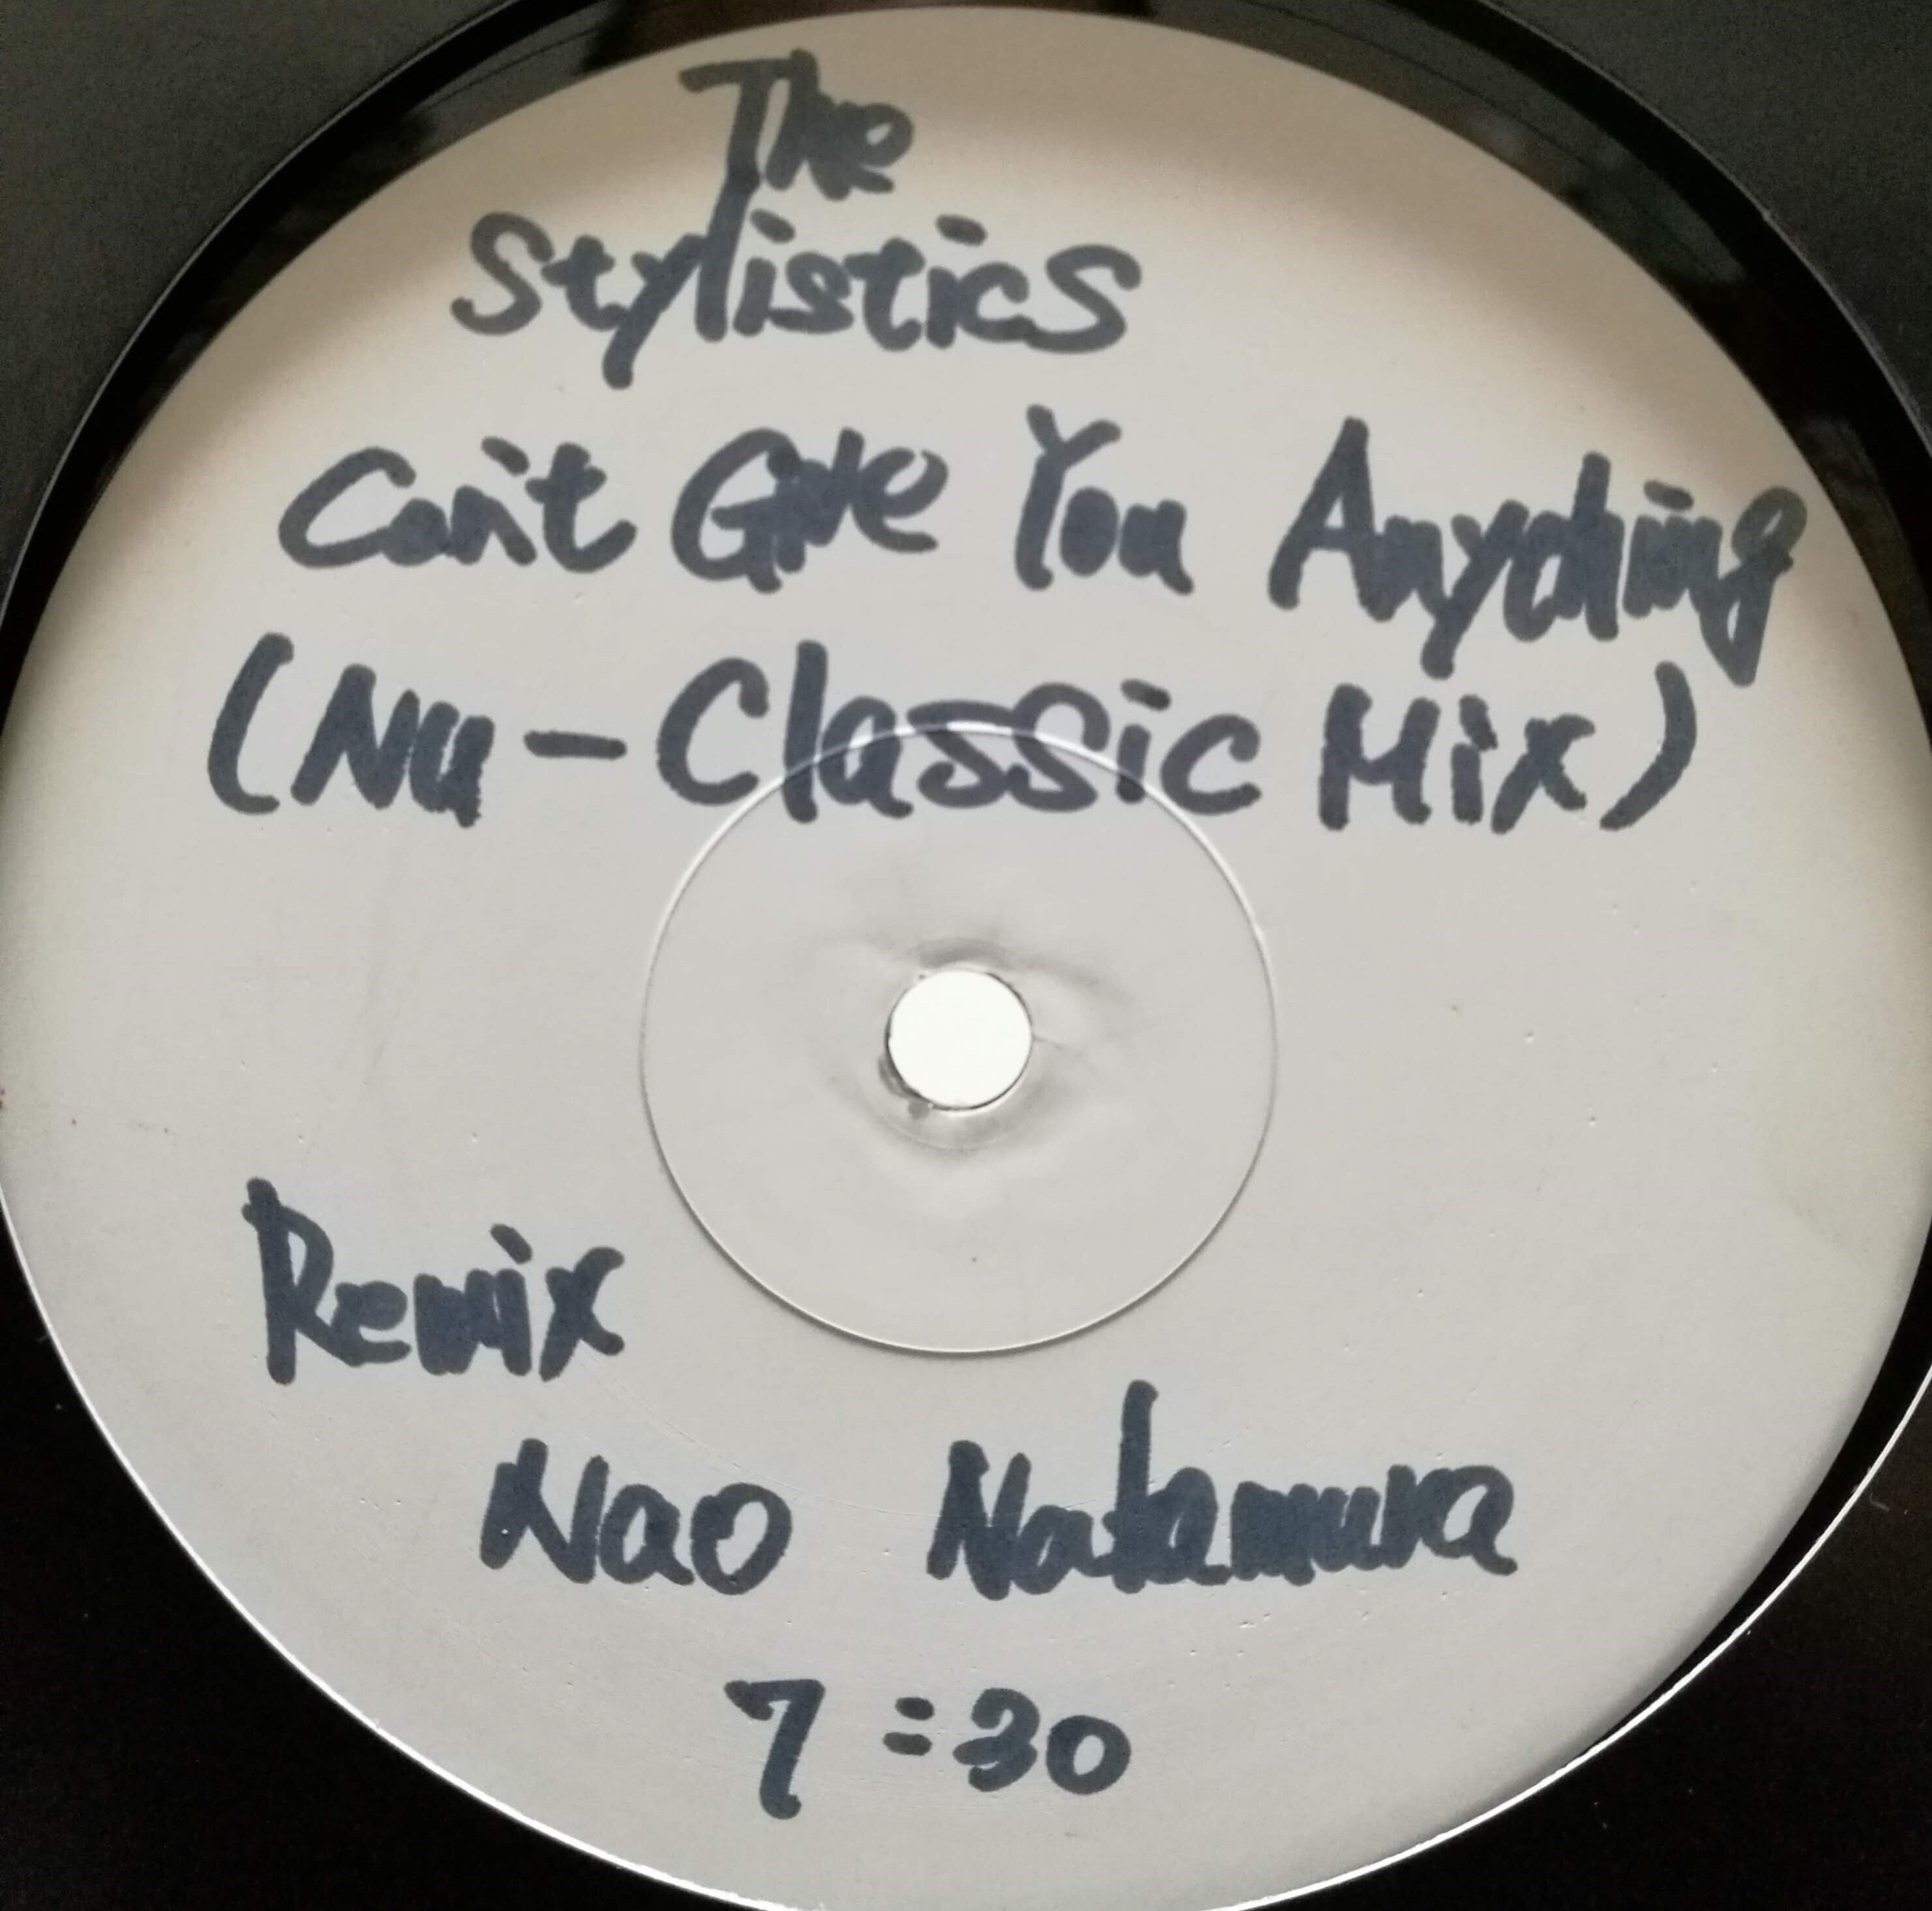 The
Stylistics
Can't Give You Anything
(Nu-Classic Mix)
Remix
Nao Nakamura
7:30